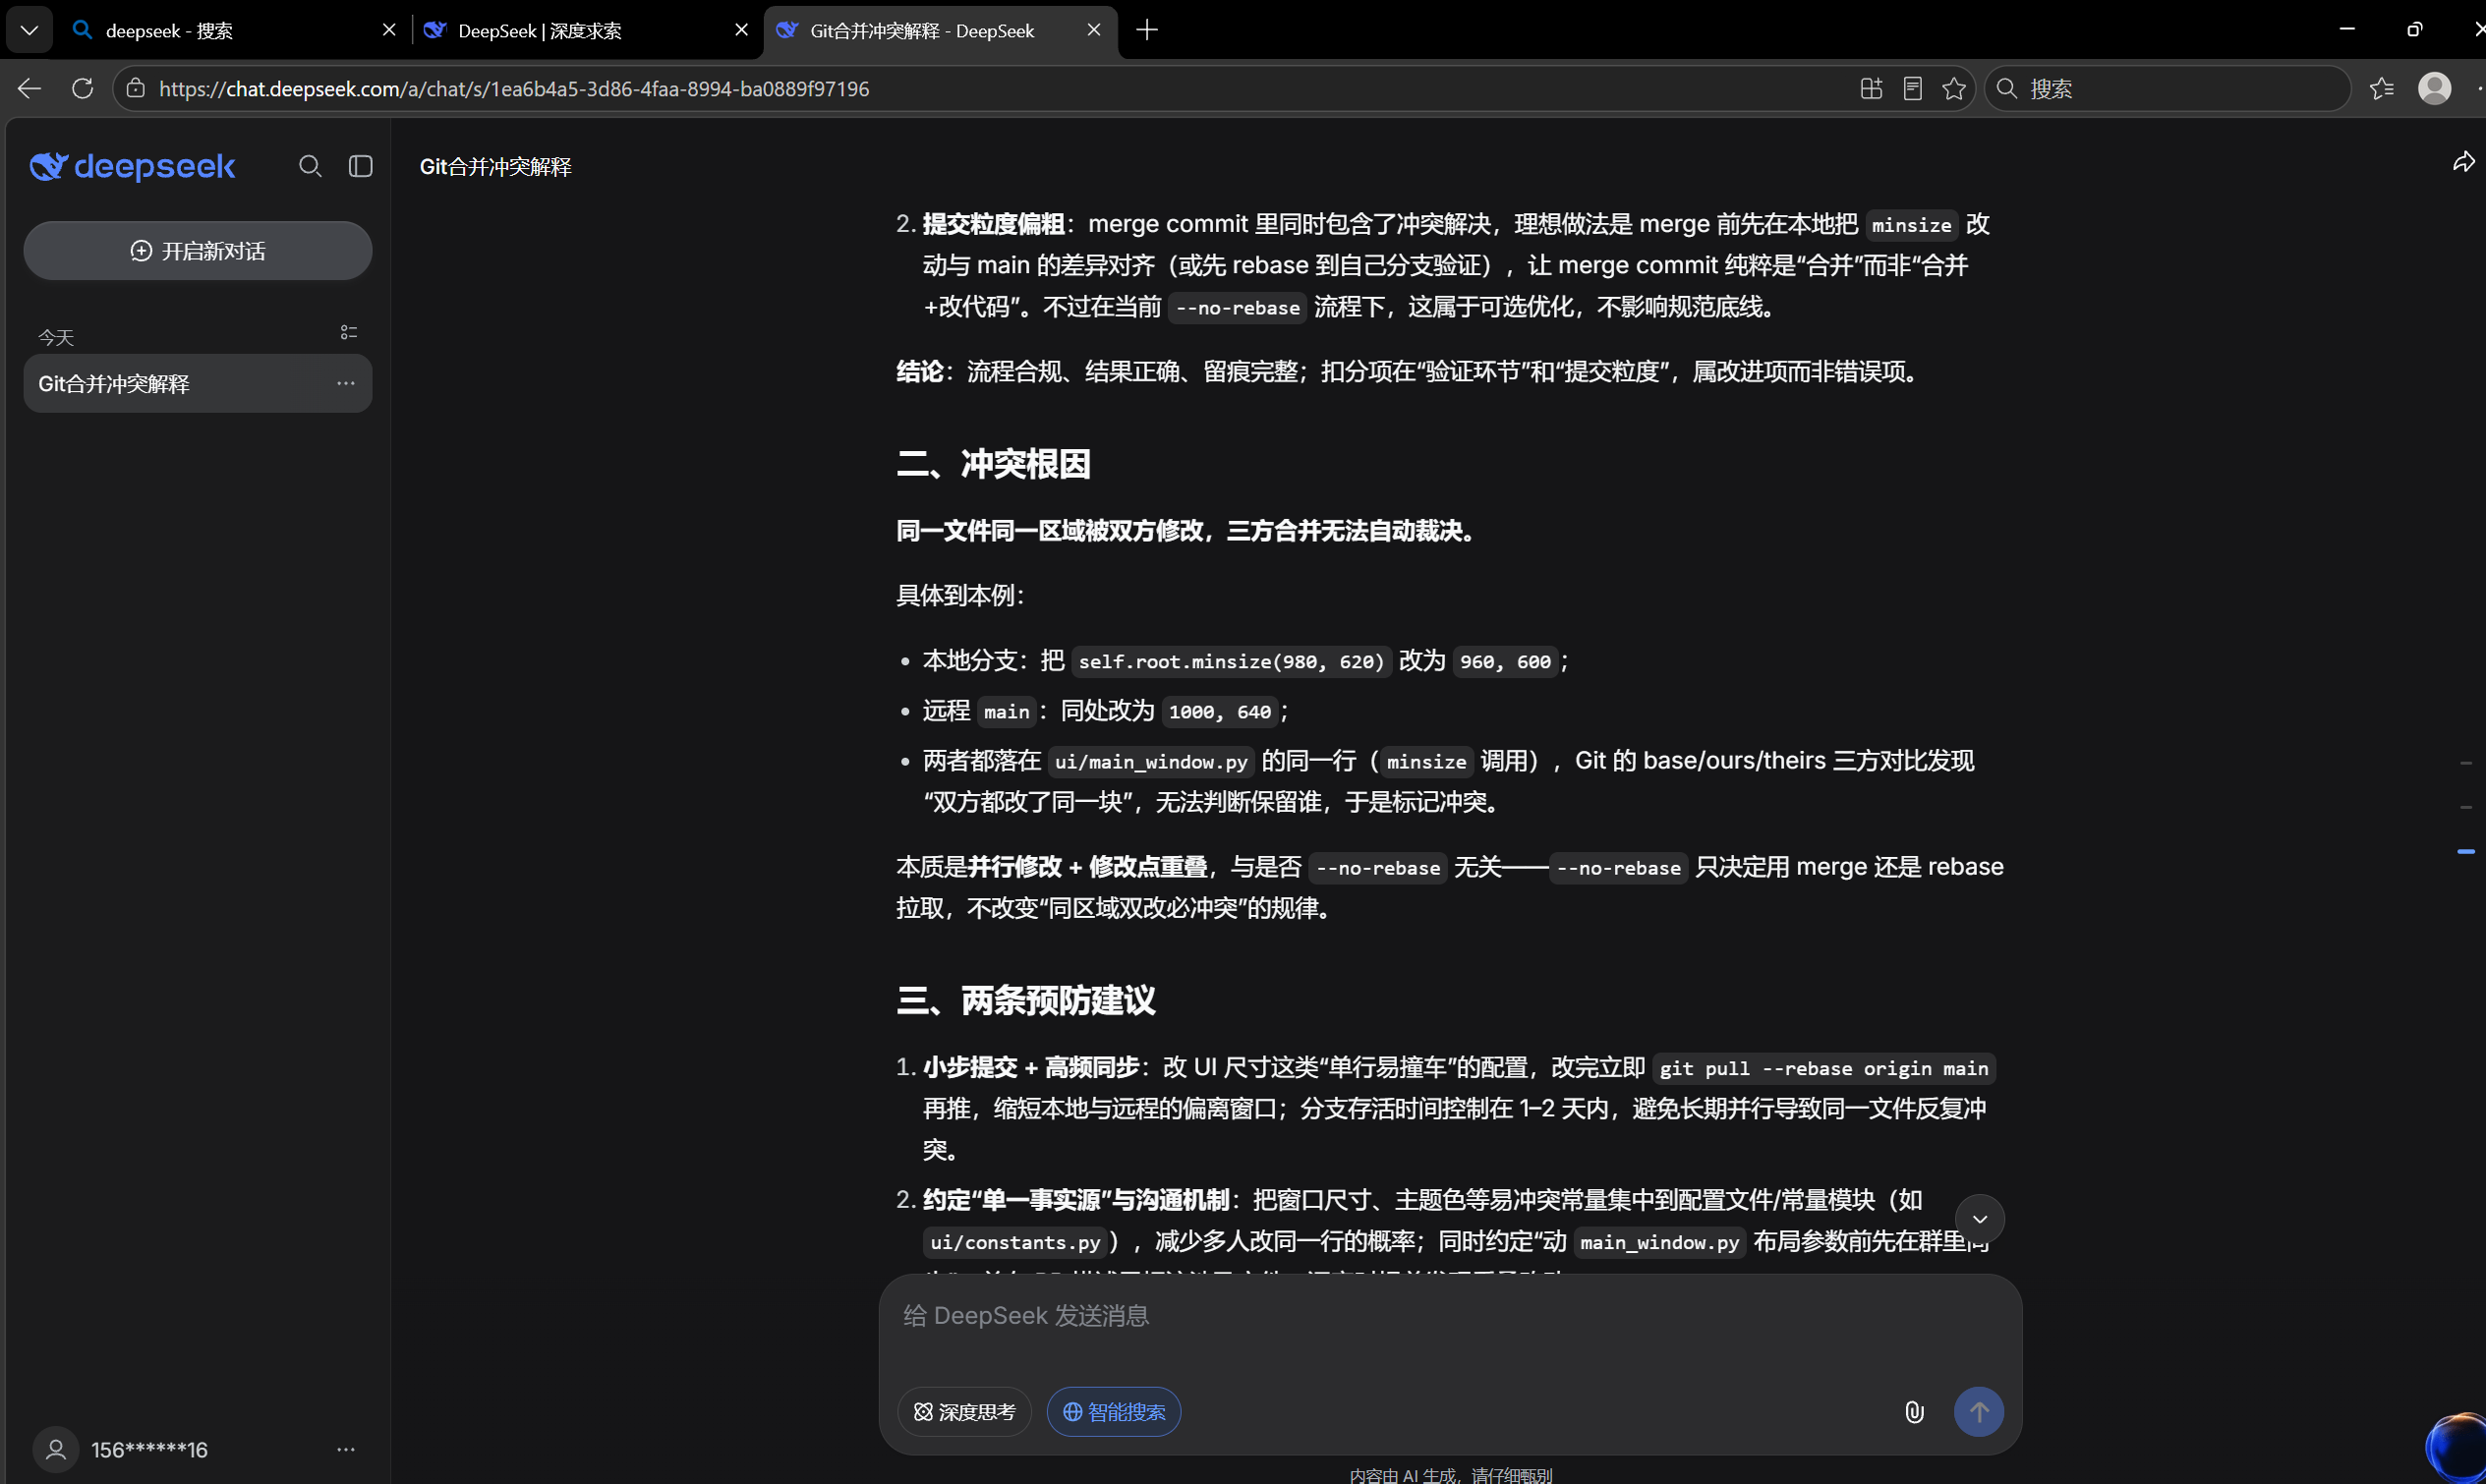 deepseek - 搜索
DeepSeek | 深度求索
Git合并冲突解释 - DeepSeek
https://chat.deepseek.com/a/chat/s/1ea6b4a5-3d86-4faa-8994-ba0889f97196
搜索
deepseek
Git合并冲突解释
开启新对话
今天
Git合并冲突解释
2. 提交粒度偏粗：merge commit 里同时包含了冲突解决，理想做法是 merge 前先在本地把 minsize 改
动与 main 的差异对齐（或先 rebase 到自己分支验证），让 merge commit 纯粹是“合并”而非“合并
+改代码”。不过在当前 --no-rebase 流程下，这属于可选优化，不影响规范底线。
结论：流程合规、结果正确、留痕完整；扣分项在“验证环节”和“提交粒度”，属改进项而非错误项。
二、冲突根因
同一文件同一区域被双方修改，三方合并无法自动裁决。
具体到本例：
• 本地分支：把 self.root.minsize(980, 620) 改为 960, 600 ；
• 远程 main ：同处改为 1000, 640 ；
• 两者都落在 ui/main_window.py 的同一行（ minsize 调用），Git 的 base/ours/theirs 三方对比发现
“双方都改了同一块”，无法判断保留谁，于是标记冲突。
本质是并行修改 + 修改点重叠，与是否 --no-rebase 无关——--no-rebase 只决定用 merge 还是 rebase
拉取，不改变“同区域双改必冲突”的规律。
三、两条预防建议
1. 小步提交 + 高频同步：改 UI 尺寸这类“单行易撞车”的配置，改完立即 git pull --rebase origin main
再推，缩短本地与远程的偏离窗口；分支存活时间控制在 1–2 天内，避免长期并行导致同一文件反复冲
突。
2. 约定“单一事实源”与沟通机制：把窗口尺寸、主题色等易冲突常量集中到配置文件/常量模块（如
ui/constants.py ），减少多人改同一行的概率；同时约定“动 main_window.py 布局参数前先在群里同
给 DeepSeek 发送消息
深度思考
智能搜索
156******16
内容由 AI 生成，请仔细甄别